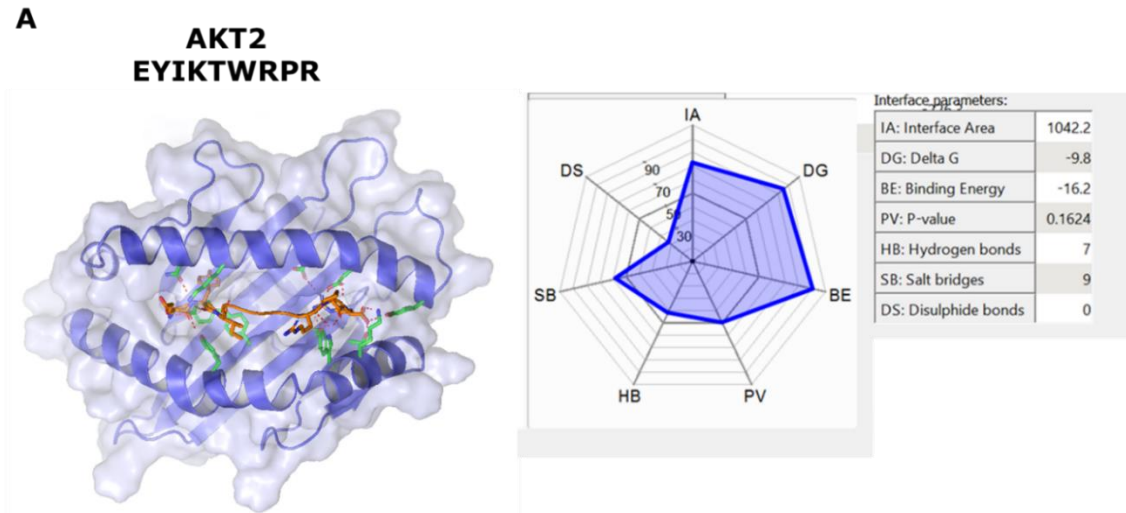 A
AKT2
EYIKTWRPR
IA
DG
BE
PV
HB
SB
DS
90
70
30
Interface parameters:
IA: Interface Area 1042.2
DG: Delta G -9.8
BE: Binding Energy -16.2
PV: P-value 0.1624
HB: Hydrogen bonds 7
SB: Salt bridges 9
DS: Disulphide bonds 0